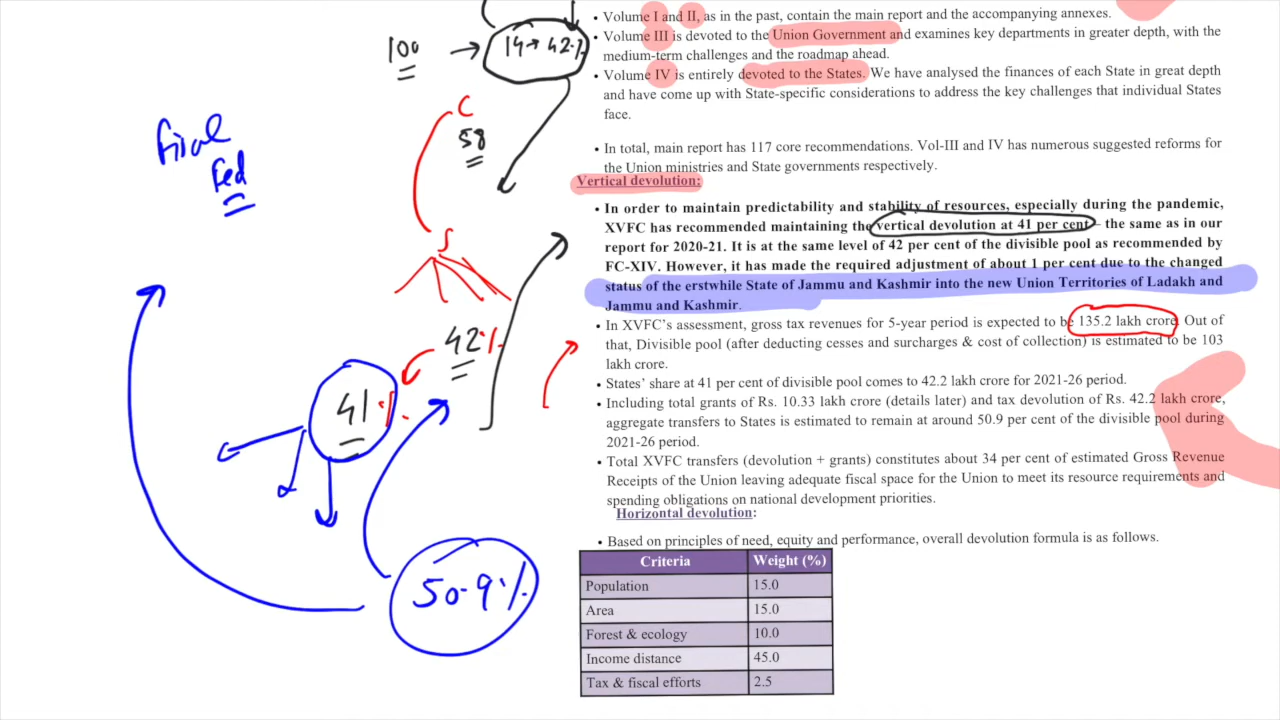 • Volume I and II, as in the past, contain the main report and the accompanying annexes.
• Volume III is devoted to the Union Government and examines key departments in greater depth, with the
medium-term challenges and the roadmap ahead.
• Volume IV is entirely devoted to the States. We have analysed the finances of each State in great depth
and have come up with State-specific considerations to address the key challenges that individual States
face.
• In total, main report has 117 core recommendations. Vol-III and IV has numerous suggested reforms for
the Union ministries and State governments respectively.
Vertical devolution:
• In order to maintain predictability and stability of resources, especially during the pandemic,
XVFC has recommended maintaining the vertical devolution at 41 per cent – the same as in our
report for 2020-21. It is at the same level of 42 per cent of the divisible pool as recommended by
FC-XIV. However, it has made the required adjustment of about 1 per cent due to the changed
status of the erstwhile State of Jammu and Kashmir into the new Union Territories of Ladakh and
Jammu and Kashmir.
• In XVFC's assessment, gross tax revenues for 5-year period is expected to be 135.2 lakh crore. Out of
that, Divisible pool (after deducting cesses and surcharges & cost of collection) is estimated to be 103
lakh crore.
• States' share at 41 per cent of divisible pool comes to 42.2 lakh crore for 2021-26 period.
• Including total grants of Rs. 10.33 lakh crore (details later) and tax devolution of Rs. 42.2 lakh crore,
aggregate transfers to States is estimated to remain at around 50.9 per cent of the divisible pool during
2021-26 period.
• Total XVFC transfers (devolution + grants) constitutes about 34 per cent of estimated Gross Revenue
Receipts of the Union leaving adequate fiscal space for the Union to meet its resource requirements and
spending obligations on national development priorities.
Horizontal devolution:
• Based on principles of need, equity and performance, overall devolution formula is as follows.
Criteria Weight (%)
Population 15.0
Area 15.0
Forest & ecology 10.0
Income distance 45.0
Tax & fiscal efforts 2.5
100 → 14→42%
C
58
fiscal
Fed
S
42%
41%
50.9%